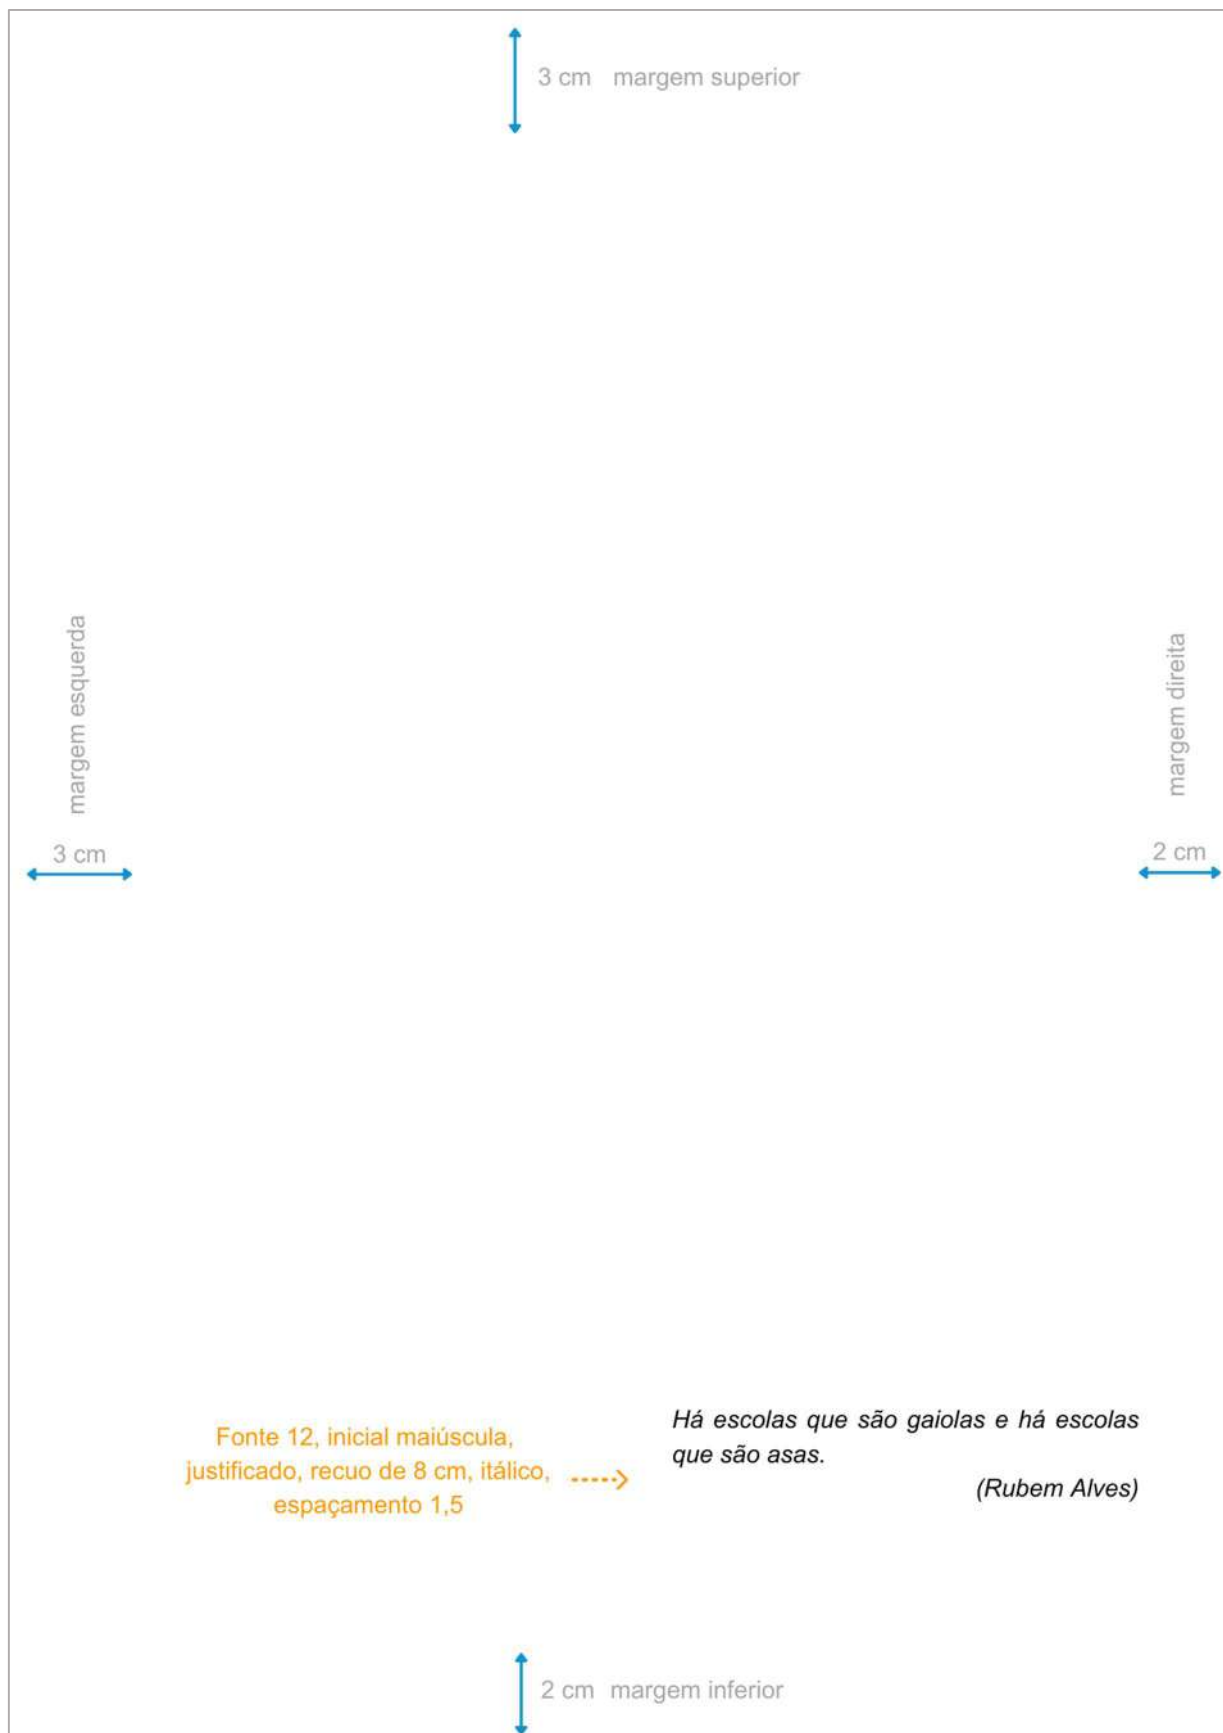 3 cm margem superior
margem esquerda
3 cm
margem direita
2 cm
Fonte 12, inicial maiúscula,
justificado, recuo de 8 cm, itálico,
espaçamento 1,5
Há escolas que são gaiolas e há escolas
que são asas.
(Rubem Alves)
2 cm margem inferior